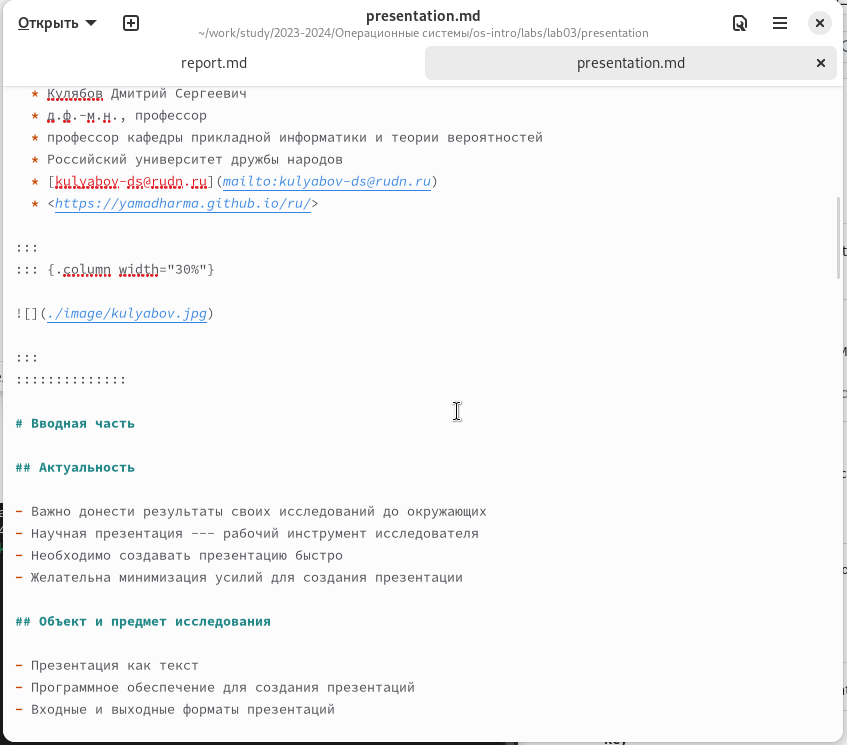 Открыть
presentation.md
~/work/study/2023-2024/Операционные системы/os-intro/labs/lab03/presentation
report.md
presentation.md
* Кулябов Дмитрий Сергеевич
* д.ф.-м.н., профессор
* профессор кафедры прикладной информатики и теории вероятностей
* Российский университет дружбы народов
* [kulyabov-ds@rudn.ru](mailto:kulyabov-ds@rudn.ru)
* <https://yamadharma.github.io/ru/>
:::
::: {.column width="30%"}
![](./image/kulyabov.jpg)
:::
::::::::::::::
# Вводная часть
## Актуальность
- Важно донести результаты своих исследований до окружающих
- Научная презентация --- рабочий инструмент исследователя
- Необходимо создавать презентацию быстро
- Желательна минимизация усилий для создания презентации
## Объект и предмет исследования
- Презентация как текст
- Программное обеспечение для создания презентаций
- Входные и выходные форматы презентаций